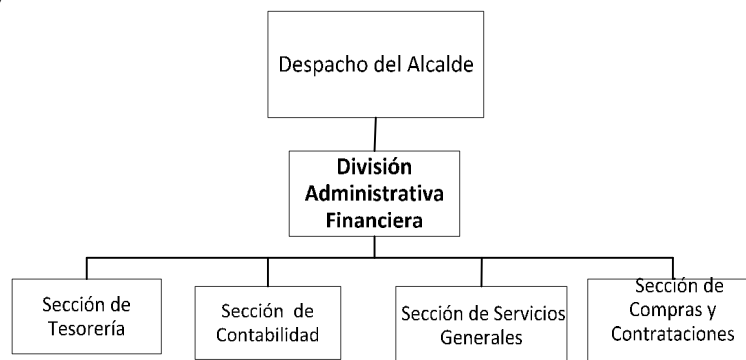 Despacho del Alcalde
División
Administrativa
Financiera
Sección de
Tesorería
Sección de
Contabilidad
Sección de Servicios
Generales
Sección de
Compras y
Contrataciones